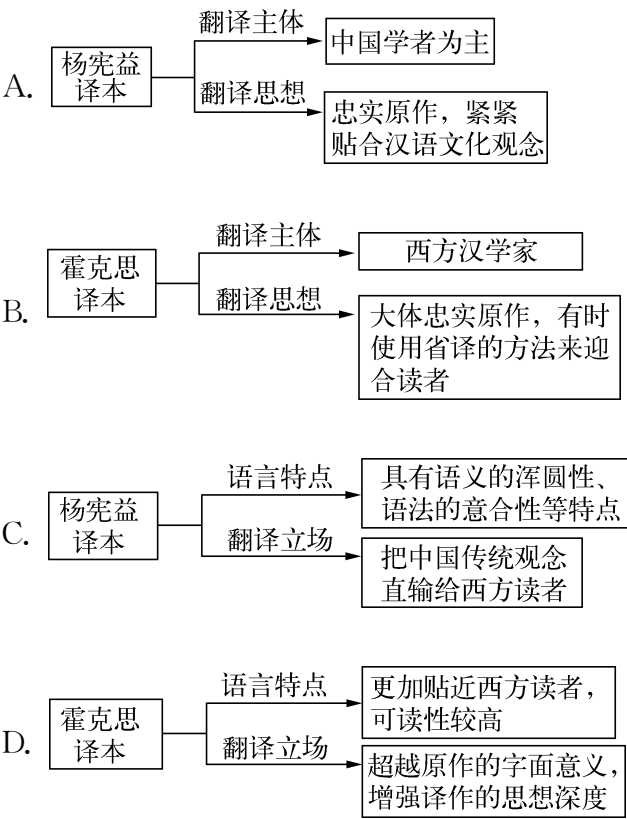 A.
杨宪益
译本
翻译主体
中国学者为主
翻译思想
忠实原作，紧紧
贴合汉语文化观念
B.
霍克思
译本
翻译主体
西方汉学家
翻译思想
大体忠实原作，有时
使用省译的方法来迎
合读者
C.
杨宪益
译本
语言特点
具有语义的浑圆性、
语法的意合性等特点
翻译立场
把中国传统观念
直输给西方读者
D.
霍克思
译本
语言特点
更加贴近西方读者，
可读性较高
翻译立场
超越原作的字面意义，
增强译作的思想深度